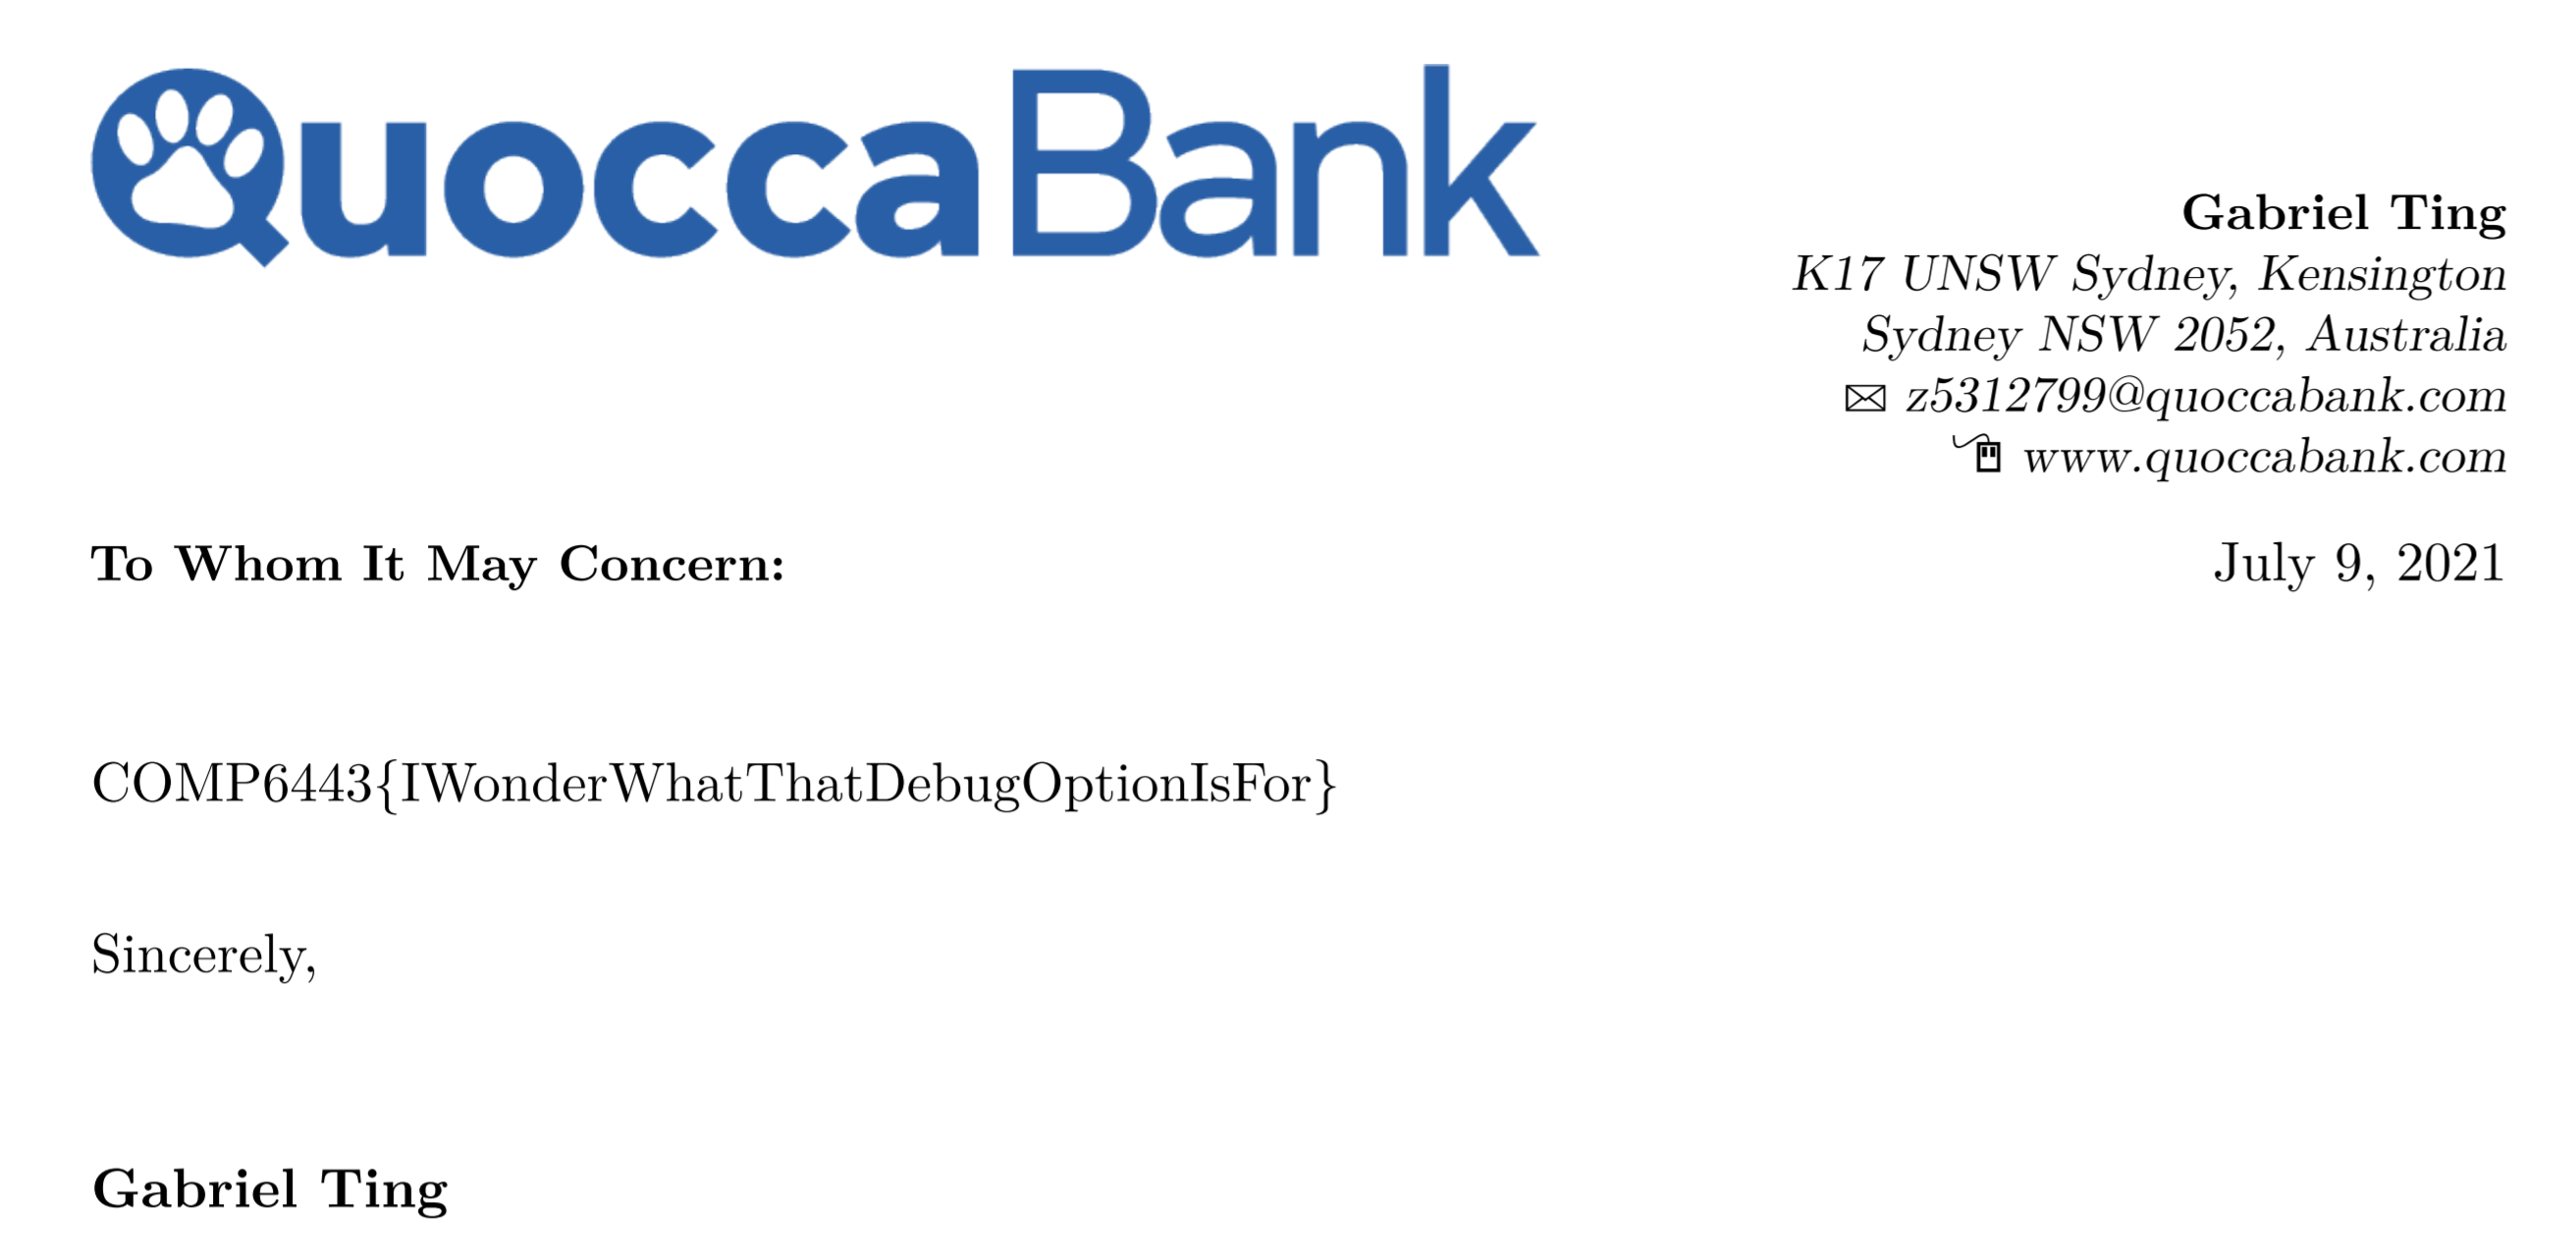 QuoccaBank
Gabriel Ting
K17 UNSW Sydney, Kensington
Sydney NSW 2052, Australia
z5312799@quoccabank.com
www.quoccabank.com
To Whom It May Concern:
July 9, 2021
COMP6443{IWonderWhatThatDebugOptionIsFor}
Sincerely,
Gabriel Ting